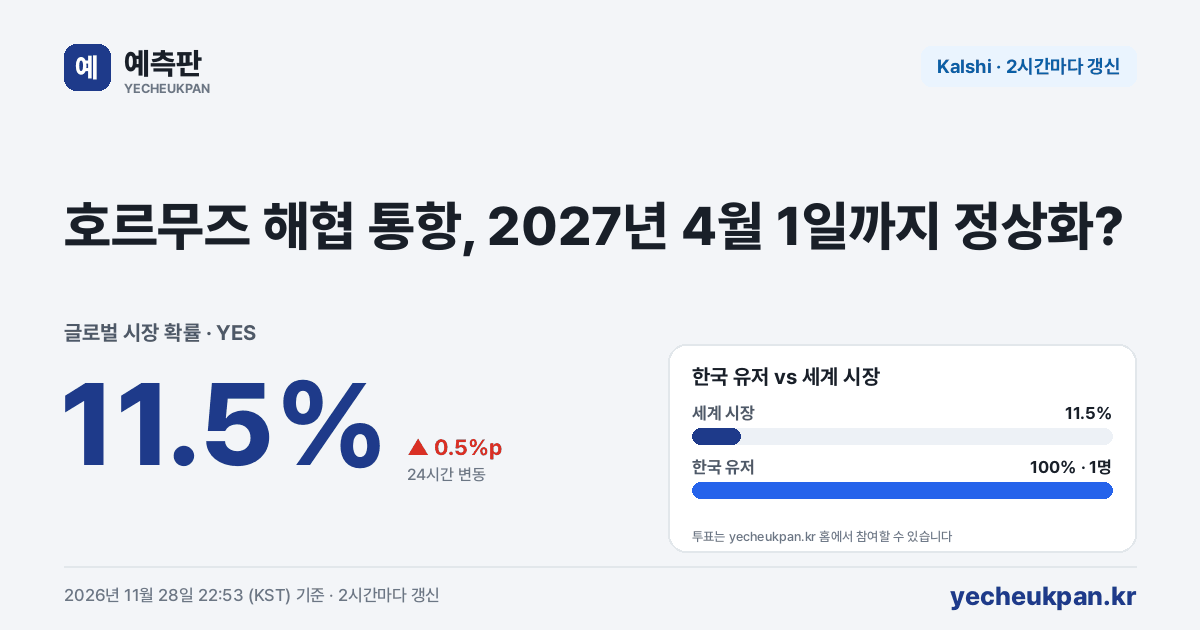 예
예측판
YECHEUKPAN
Kalshi · 2시간마다 갱신
호르무즈 해협 통항, 2027년 4월 1일까지 정상화?
글로벌 시장 확률 · YES
11.5%
▲ 0.5%p
24시간 변동
한국 유저 vs 세계 시장
세계 시장 11.5%
한국 유저 100% · 1명
투표는 yecheukpan.kr 홈에서 참여할 수 있습니다
2026년 11월 28일 22:53 (KST) 기준 · 2시간마다 갱신
yecheukpan.kr